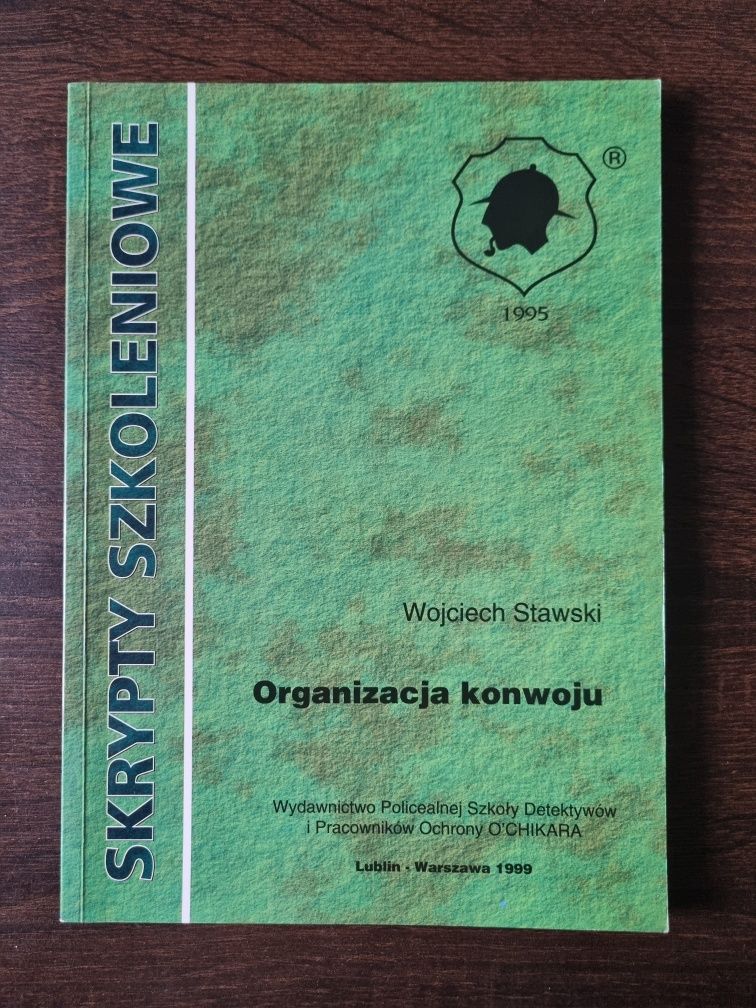 SKRYPTY SZKOLENIOWE
®
1995
Wojciech Stawski
Organizacja konwoju
Wydawnictwo Policealnej Szkoły Detektywów
i Pracowników Ochrony O'CHIKARA
Lublin - Warszawa 1999